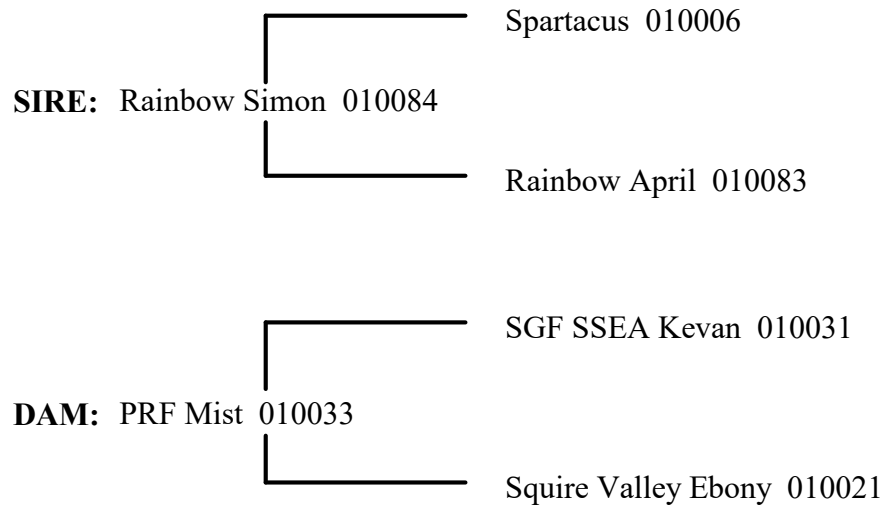 Spartacus 010006
SIRE: Rainbow Simon 010084
Rainbow April 010083
SGF SSEA Kevan 010031
DAM: PRF Mist 010033
Squire Valley Ebony 010021